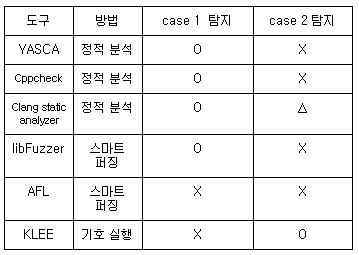 도구 방법 case 1 탐지 case 2 탐지
YASCA 정적 분석 O X
Cppcheck 정적 분석 O X
Clang static analyzer 정적 분석 O △
libFuzzer 스마트 퍼징 O X
AFL 스마트 퍼징 X X
KLEE 기호 실행 X O